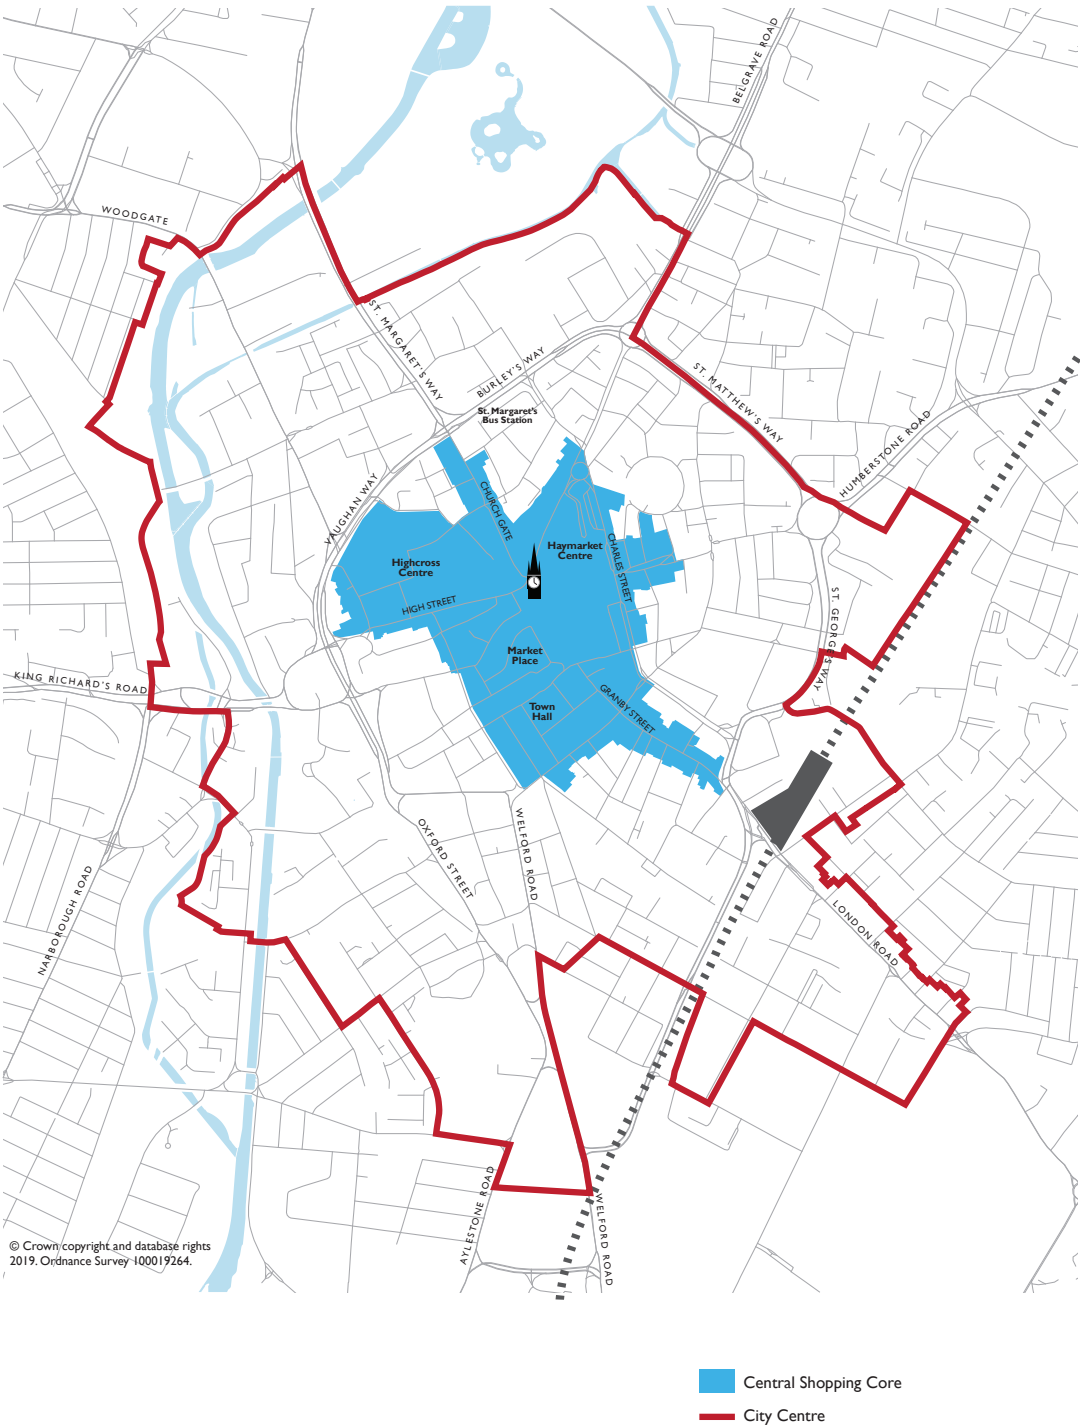 BELGRAVE ROAD
WOODGATE
ST. MARGARET'S WAY
BURLEY'S WAY
ST. MATTHEW'S WAY
St. Margaret's
Bus Station
HUMBERSTONE ROAD
VAUGHAN WAY
CHURCH GATE
Haymarket
Centre
CHARLES STREET
Highcross
Centre
HIGH STREET
ST. GEORGE'S WAY
Market
Place
KING RICHARD'S ROAD
GRANBY STREET
Town
Hall
OXFORD STREET
WELFORD ROAD
NARBOROUGH ROAD
LONDON ROAD
AYLESTONE ROAD
WELFORD ROAD
© Crown copyright and database rights
2019. Ordnance Survey 100019264.
Central Shopping Core
City Centre